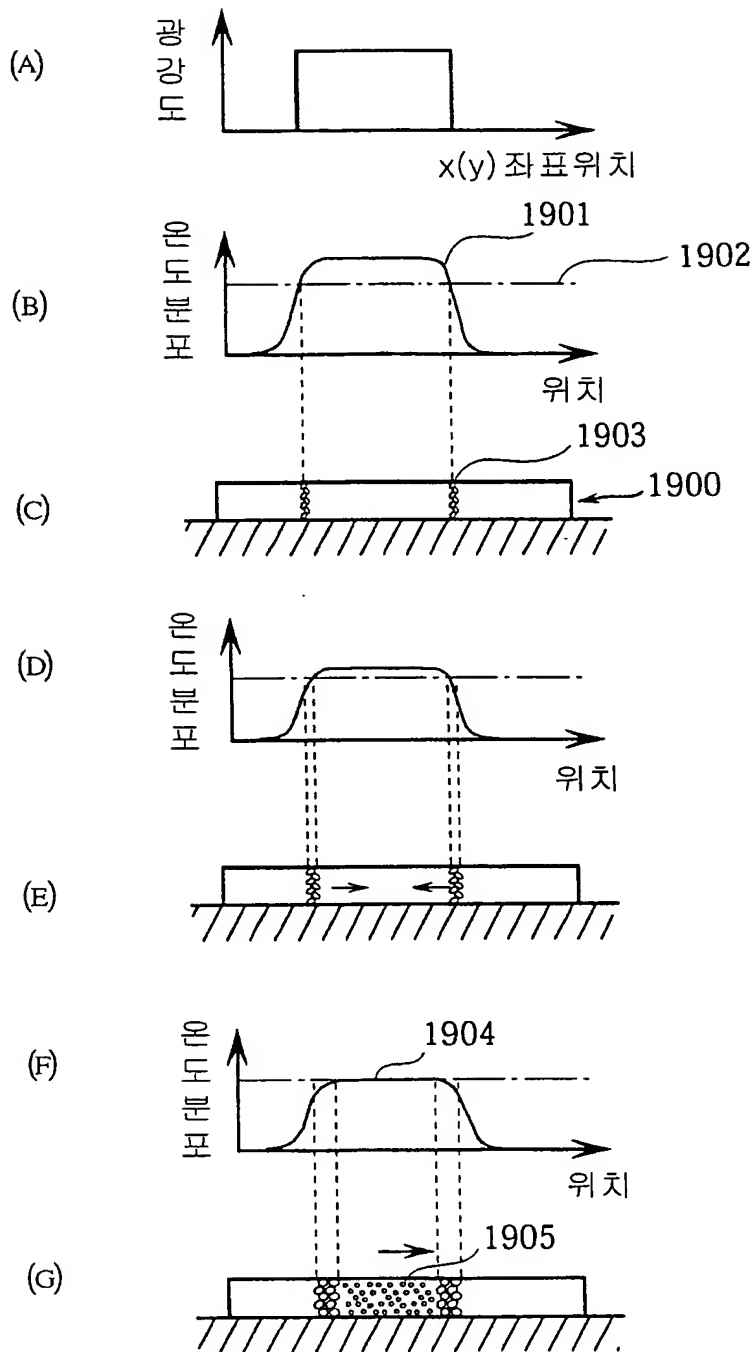 (A)
광강도
x(y) 좌표위치
(B)
온도분포
1901
1902
위치
(C)
1903
1900
(D)
온도분포
위치
(E)
(F)
온도분포
1904
위치
(G)
1905